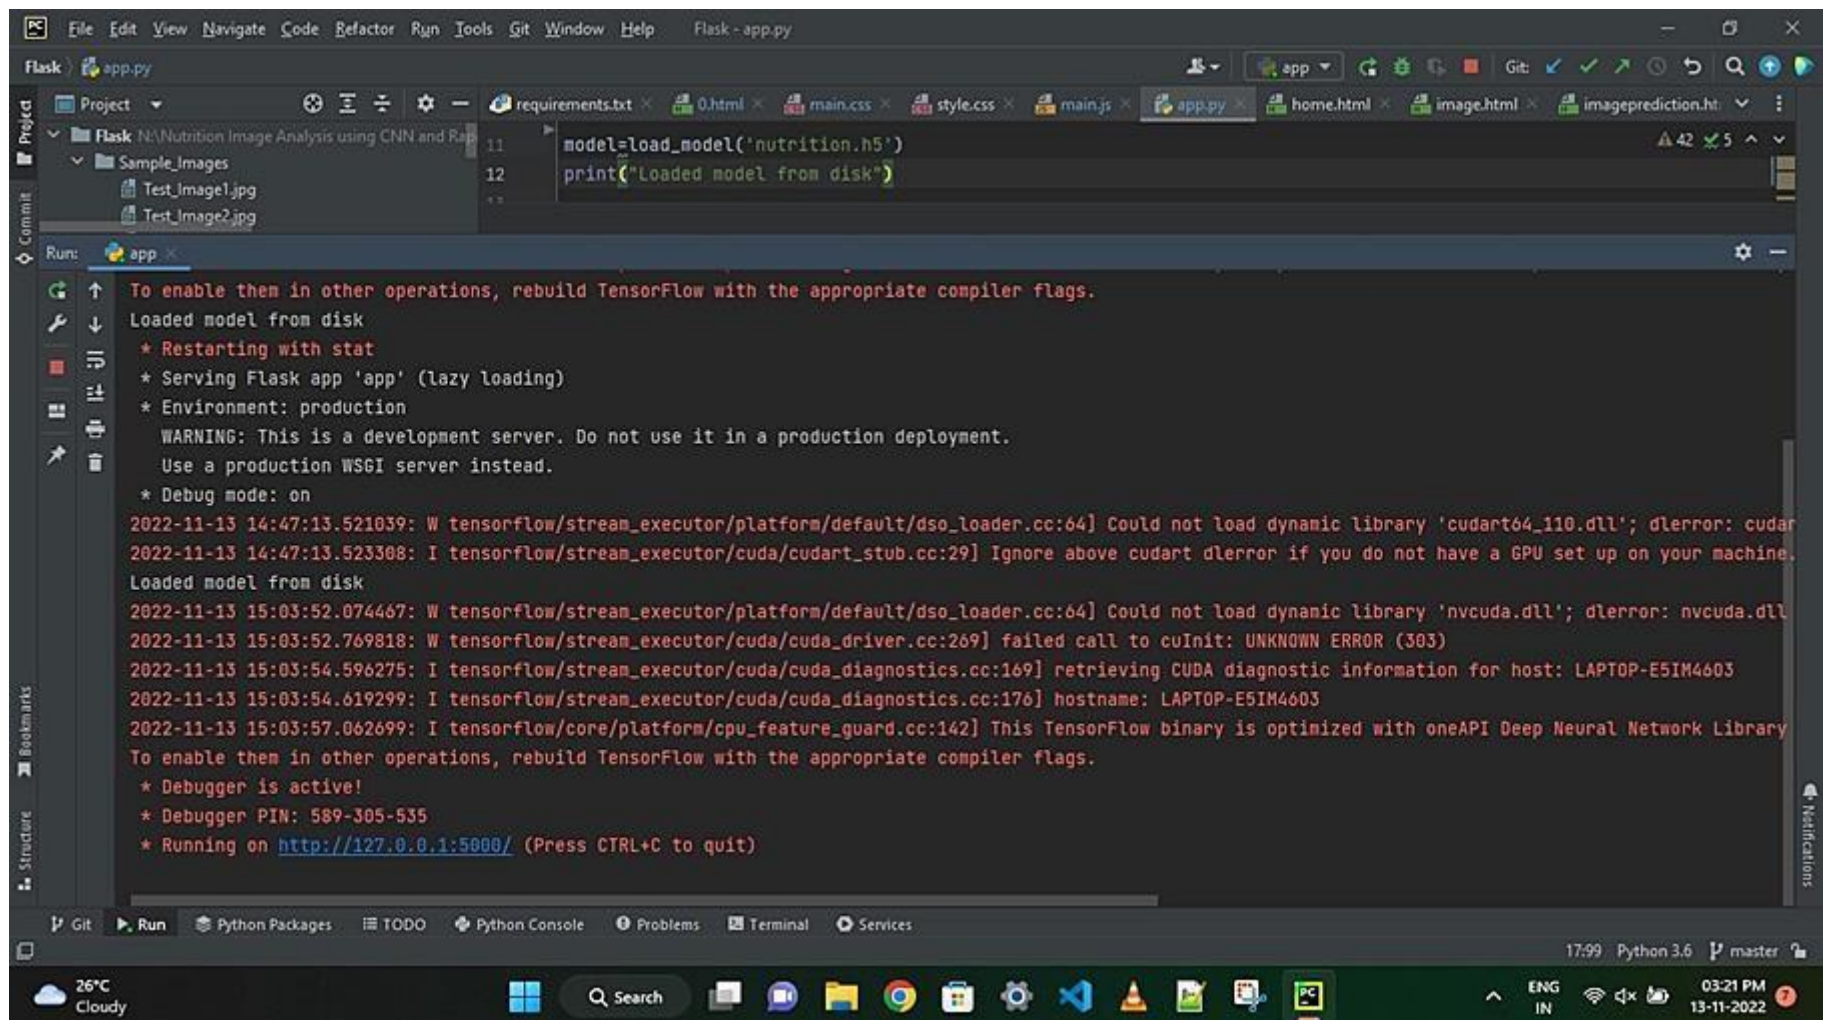 File Edit View Navigate Code Refactor Run Tools Git Window Help Flask - app.py
Flask app.py app Git:
Project requirements.txt 0.html main.css style.css main.js app.py home.html image.html imageprediction.ht
Flask N:\Nutrition Image Analysis using CNN and Rap
Sample_Images
Test_Image1.jpg
Test_Image2.jpg
11 model=load_model('nutrition.h5')
12 print("Loaded model from disk")
42 5
Project
Commit
Run: app
To enable them in other operations, rebuild TensorFlow with the appropriate compiler flags.
Loaded model from disk
* Restarting with stat
* Serving Flask app 'app' (lazy loading)
* Environment: production
WARNING: This is a development server. Do not use it in a production deployment.
Use a production WSGI server instead.
* Debug mode: on
2022-11-13 14:47:13.521039: W tensorflow/stream_executor/platform/default/dso_loader.cc:64] Could not load dynamic library 'cudart64_110.dll'; dlerror: cudar
2022-11-13 14:47:13.523308: I tensorflow/stream_executor/cuda/cudart_stub.cc:29] Ignore above cudart dlerror if you do not have a GPU set up on your machine.
Loaded model from disk
2022-11-13 15:03:52.074467: W tensorflow/stream_executor/platform/default/dso_loader.cc:64] Could not load dynamic library 'nvcuda.dll'; dlerror: nvcuda.dll
2022-11-13 15:03:52.769818: W tensorflow/stream_executor/cuda/cuda_driver.cc:269] failed call to cuInit: UNKNOWN ERROR (303)
2022-11-13 15:03:54.596275: I tensorflow/stream_executor/cuda/cuda_diagnostics.cc:169] retrieving CUDA diagnostic information for host: LAPTOP-E5IM4603
2022-11-13 15:03:54.619299: I tensorflow/stream_executor/cuda/cuda_diagnostics.cc:176] hostname: LAPTOP-E5IM4603
2022-11-13 15:03:57.062699: I tensorflow/core/platform/cpu_feature_guard.cc:142] This TensorFlow binary is optimized with oneAPI Deep Neural Network Library
To enable them in other operations, rebuild TensorFlow with the appropriate compiler flags.
* Debugger is active!
* Debugger PIN: 589-305-535
* Running on http://127.0.0.1:5000/ (Press CTRL+C to quit)
Bookmarks
Structure
Notifications
Git Run Python Packages TODO Python Console Problems Terminal Services
17:99 Python 3.6 master
26°C
Cloudy
Search
ENG
IN
03:21 PM
13-11-2022
7